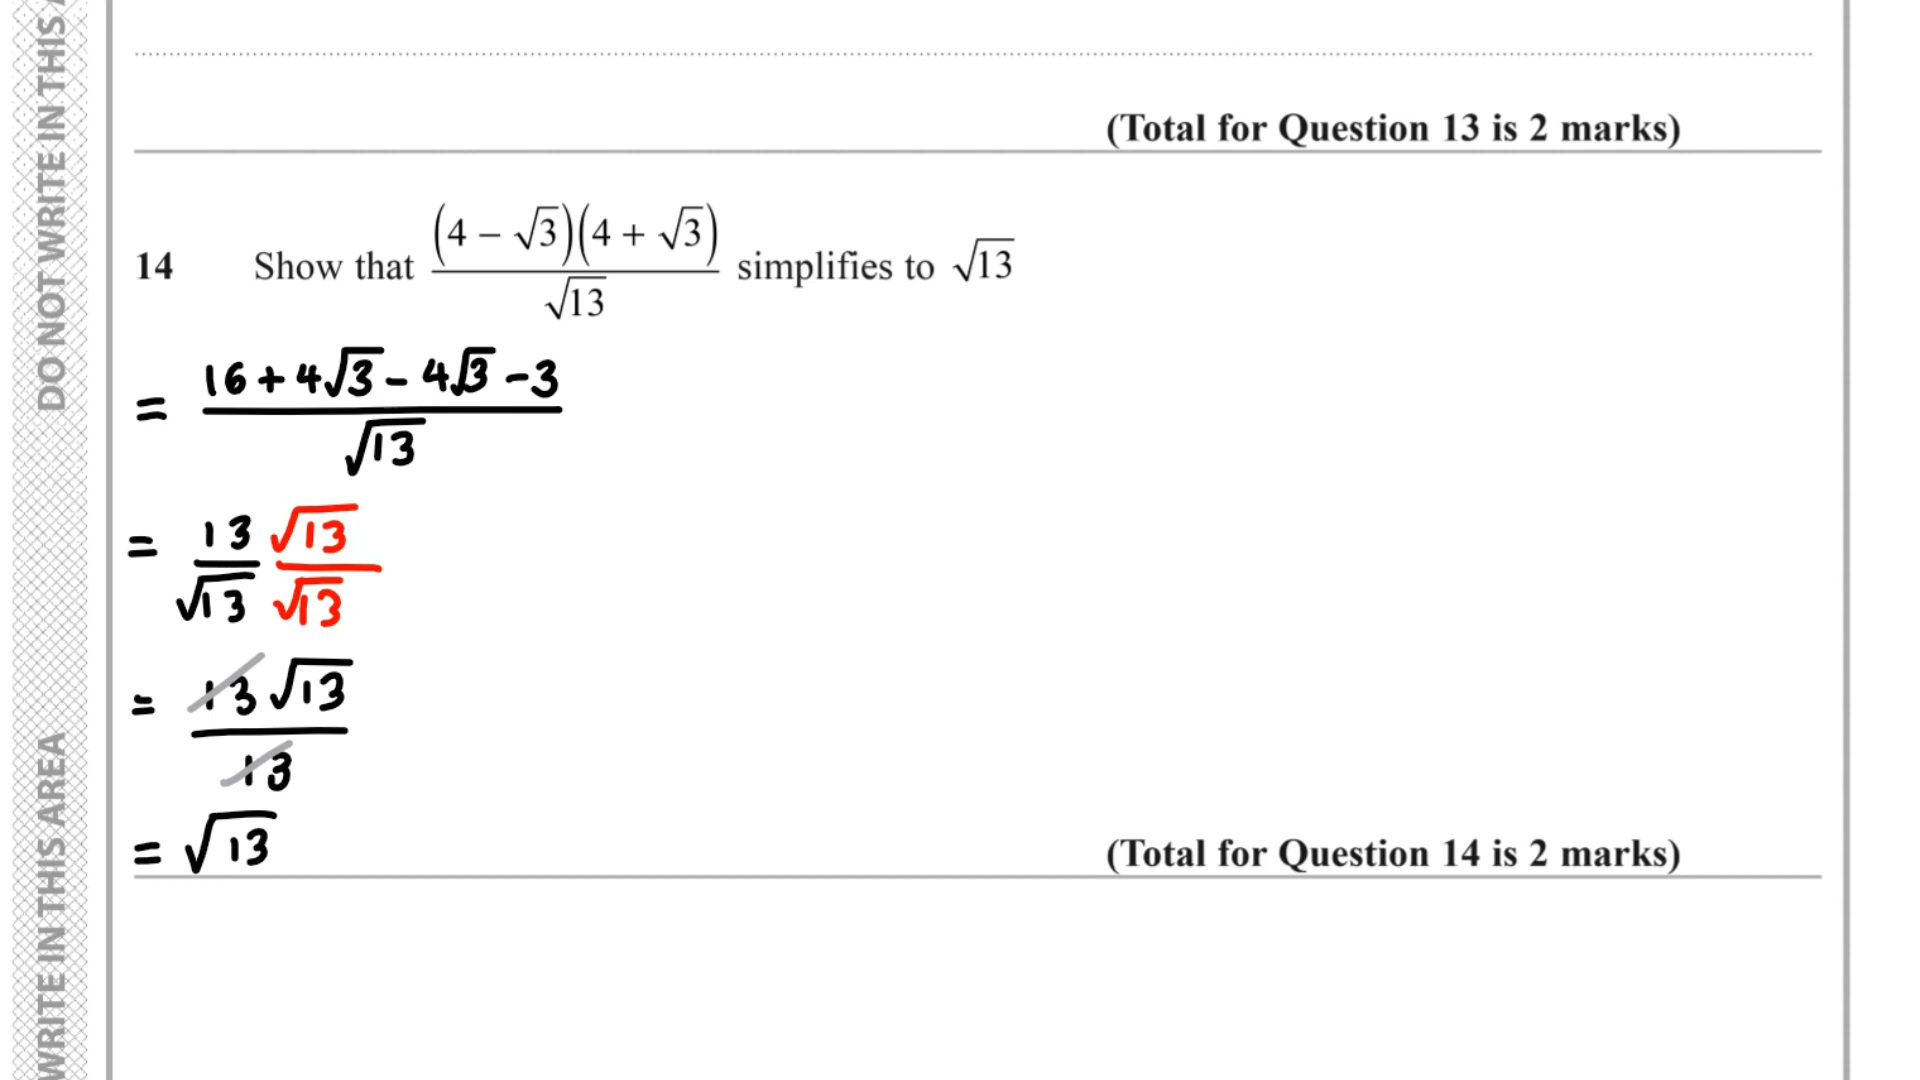 DO NOT WRITE IN THIS
WRITE IN THIS AREA
(Total for Question 13 is 2 marks)
14 Show that (4 − √3)(4 + √3) / √13 simplifies to √13
= 16 + 4√3 − 4√3 − 3 / √13
= 13 √13 / √13 √13
= 13√13 / 13
= √13
(Total for Question 14 is 2 marks)